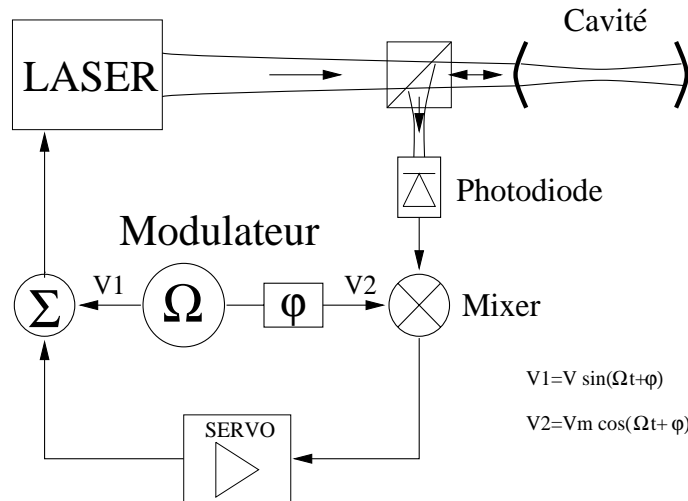 Cavité
LASER
Photodiode
Modulateur
V1
V2
Σ
Ω
φ
Mixer
V1=V sin(Ωt+φ)
V2=Vm cos(Ωt+φ)
SERVO